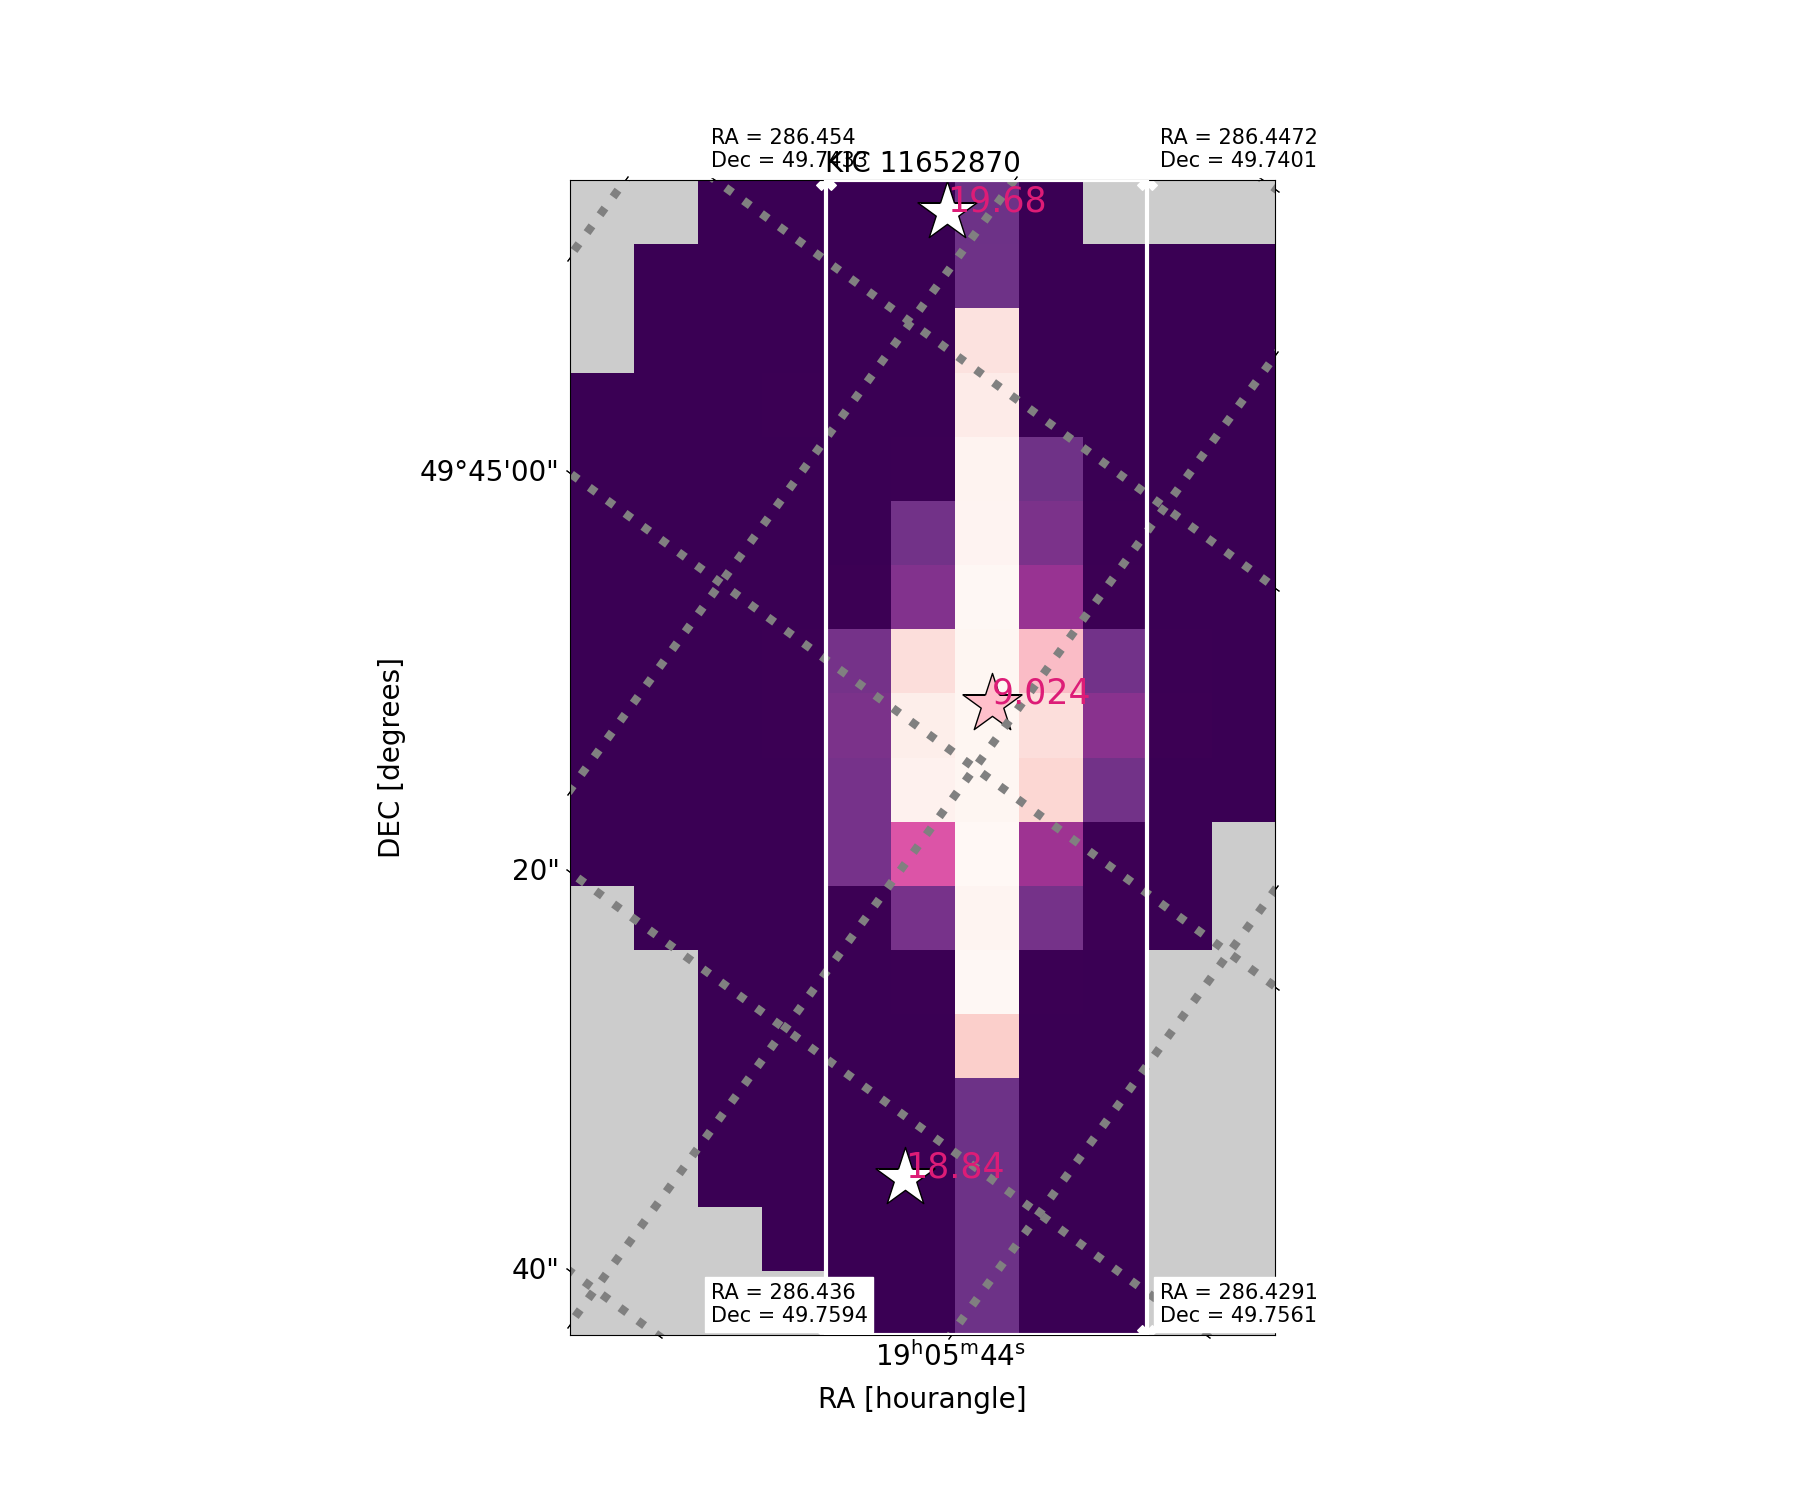 RA = 286.454
Dec = 49.7433
RA = 286.4472
Dec = 49.7401
KIC 11652870
19.68
49°45'00"
9.024
DEC [degrees]
20"
18.84
40"
RA = 286.436
Dec = 49.7594
RA = 286.4291
Dec = 49.7561
19h05m44s
RA [hourangle]